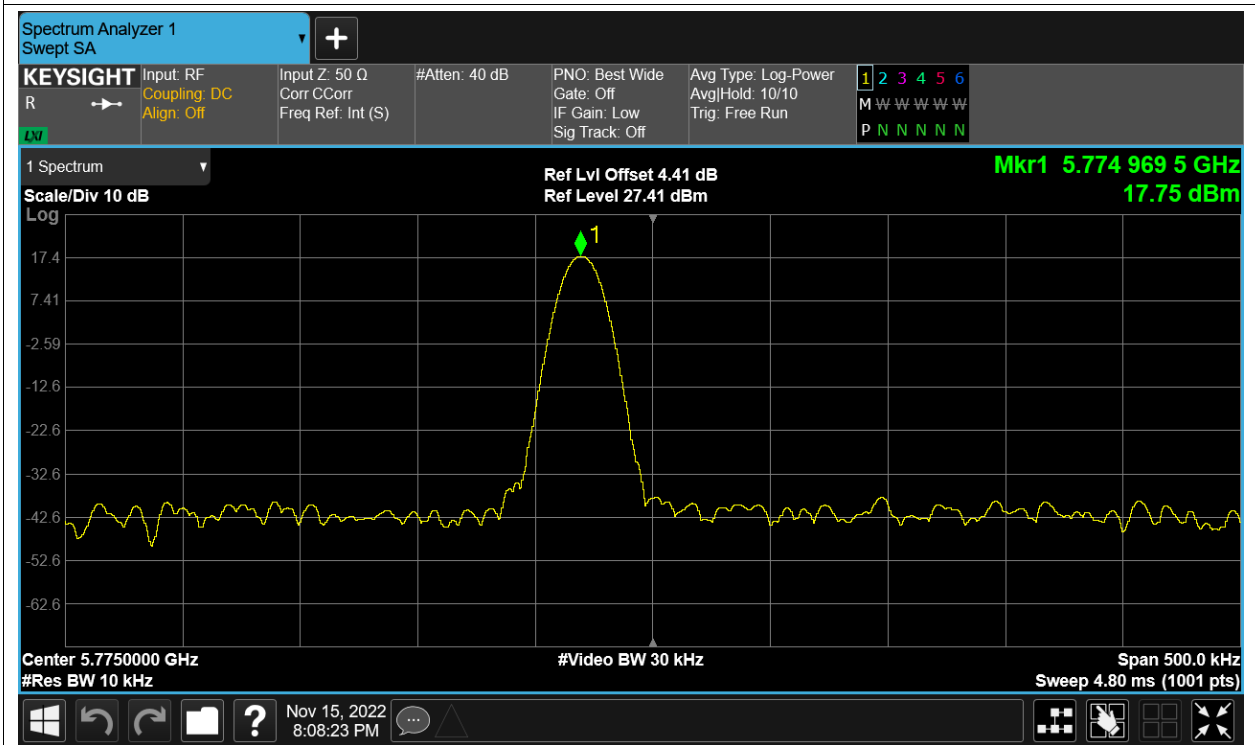 Spectrum Analyzer 1
Swept SA
KEYSIGHT
R
LXI
Input: RF
Coupling: DC
Align: Off
Input Z: 50 Ω
Corr CCorr
Freq Ref: Int (S)
#Atten: 40 dB
PNO: Best Wide
Gate: Off
IF Gain: Low
Sig Track: Off
Avg Type: Log-Power
Avg|Hold: 10/10
Trig: Free Run
1 2 3 4 5 6
M W W W W W
P N N N N N
1 Spectrum
Scale/Div 10 dB
Log
Ref Lvl Offset 4.41 dB
Ref Level 27.41 dBm
Mkr1 5.774 969 5 GHz
17.75 dBm
1
17.4
7.41
-2.59
-12.6
-22.6
-32.6
-42.6
-52.6
-62.6
Center 5.7750000 GHz
#Res BW 10 kHz
#Video BW 30 kHz
Span 500.0 kHz
Sweep 4.80 ms (1001 pts)
?
Nov 15, 2022
8:08:23 PM